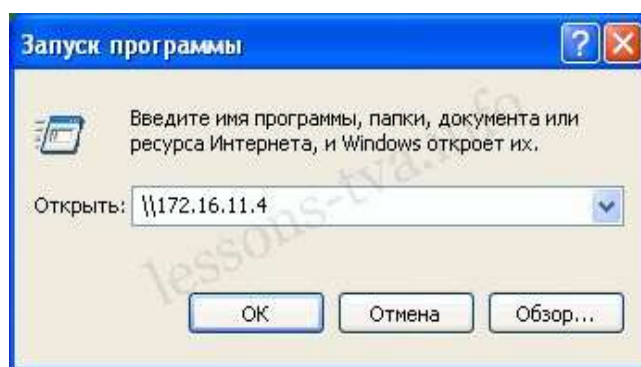 Запуск программы
Введите имя программы, папки, документа или
ресурса Интернета, и Windows откроет их.
Открыть: \\172.16.11.4
lessons-tva.info
ОК Отмена Обзор...